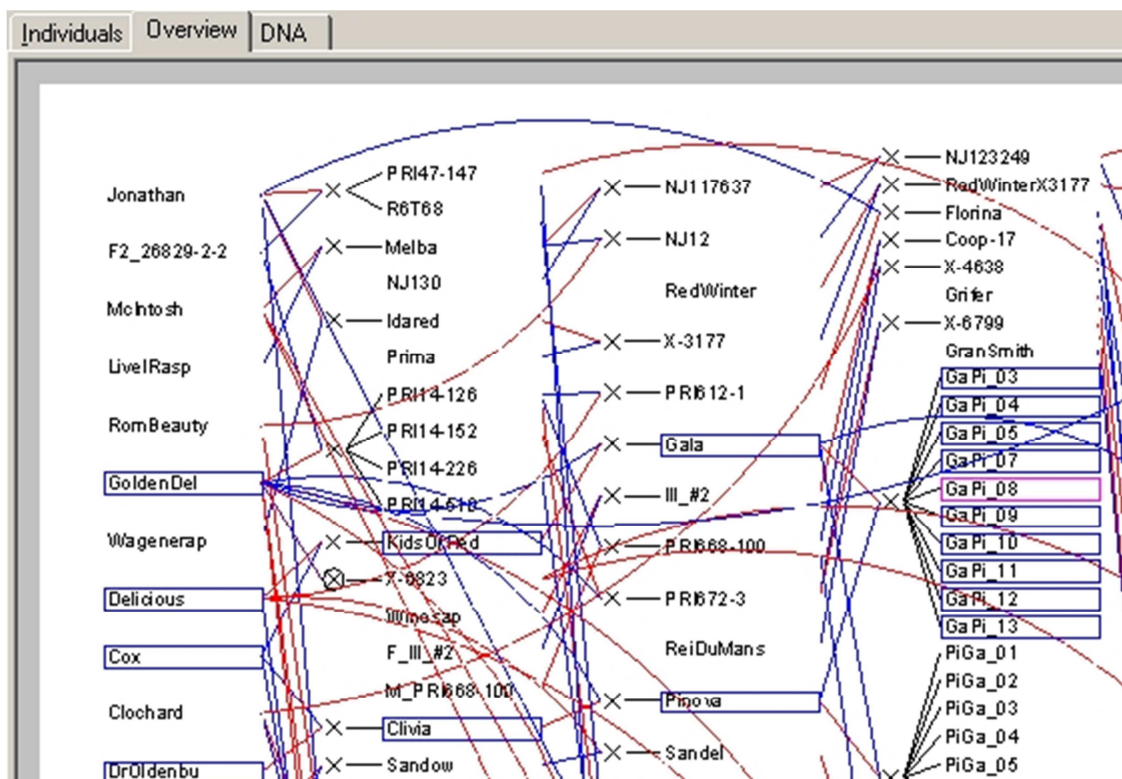 Individuals
Overview
DNA
Jonathan
F2_26829-2-2
McIntosh
LivelRasp
RomBeauty
GoldenDel
Wagenerap
Delicious
Cox
Clochard
DrOldenbu
PRI47-147
R6T68
Melba
NJ130
Idared
Prima
PRI14-126
PRI14-152
PRI14-226
PRI14-510
KidsOrRed
X-6823
Winesap
F_III_#2
M_PRI668-100
Clivia
Sandow
NJ117637
NJ12
RedWinter
X-3177
PRI612-1
Gala
III_#2
PRI668-100
PRI672-3
ReiDuMans
Pinova
Sandel
NJ123249
RedWinterX3177
Florina
Coop-17
X-4638
Grifer
X-6799
GranSmith
GaPi_03
GaPi_04
GaPi_05
GaPi_07
GaPi_08
GaPi_09
GaPi_10
GaPi_11
GaPi_12
GaPi_13
PiGa_01
PiGa_02
PiGa_03
PiGa_04
PiGa_05